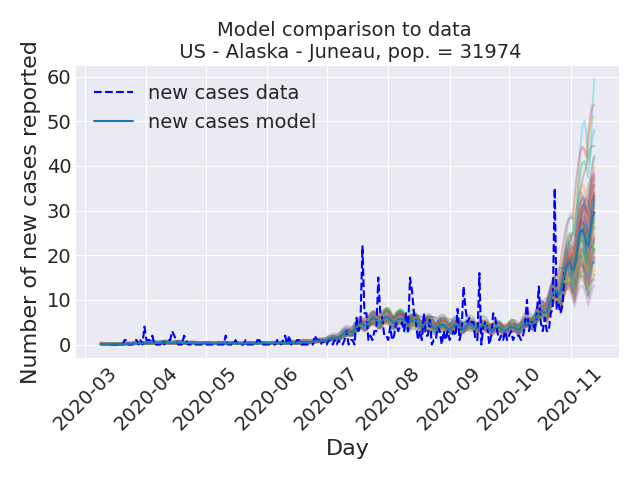 Model comparison to data
US - Alaska - Juneau, pop. = 31974
Number of new cases reported
60
50
40
30
20
10
0
new cases data
new cases model
2020-03
2020-04
2020-05
2020-06
2020-07
2020-08
2020-09
2020-10
2020-11
Day